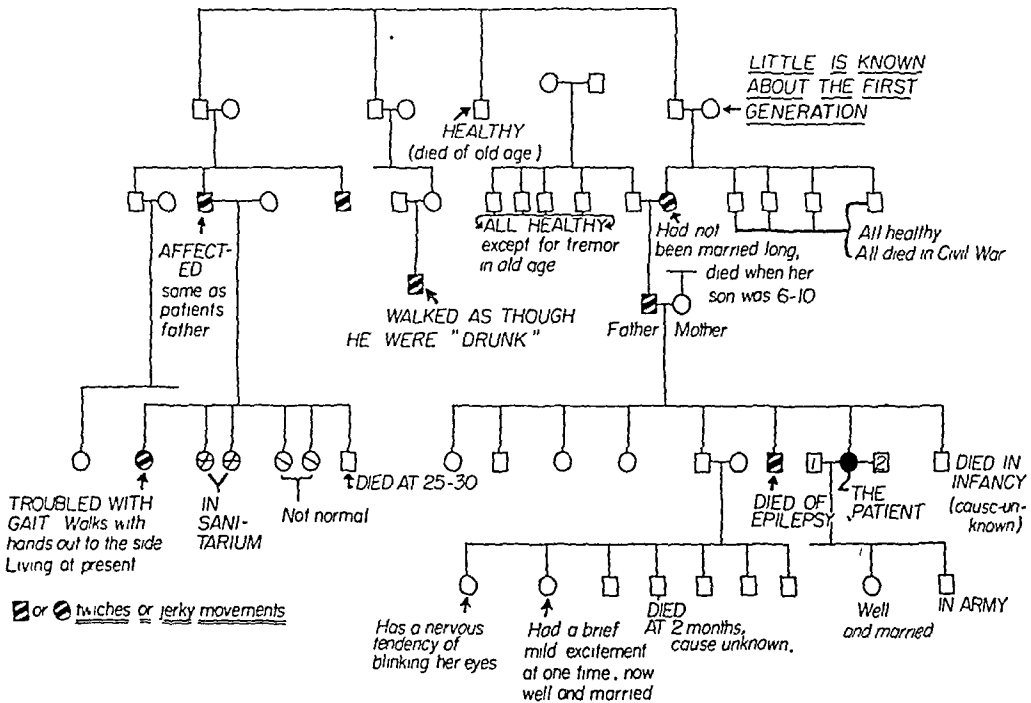 LITTLE IS KNOWN
ABOUT THE FIRST
GENERATION
HEALTHY
(died of old age)
AFFECT-
ED
same as
patients
father
ALL HEALTHY
except for tremor
in old age
Had not
been married long,
died when her
son was 6-10
All healthy
All died in Civil War
WALKED AS THOUGH
HE WERE "DRUNK"
Father
Mother
TROUBLED WITH
GAIT Walks with
hands out to the side
Living at present
IN
SANI-
TARIUM
Not normal
DIED AT 25-30
DIED OF
EPILEPSY
1
2
THE
PATIENT
DIED IN
INFANCY
(cause-un-
known)
or twiches or jerky movements
Has a nervous
tendency of
blinking her eyes
Had a brief
mild excitement
at one time, now
well and married
DIED
AT 2 months,
cause unknown.
Well
and married
IN ARMY